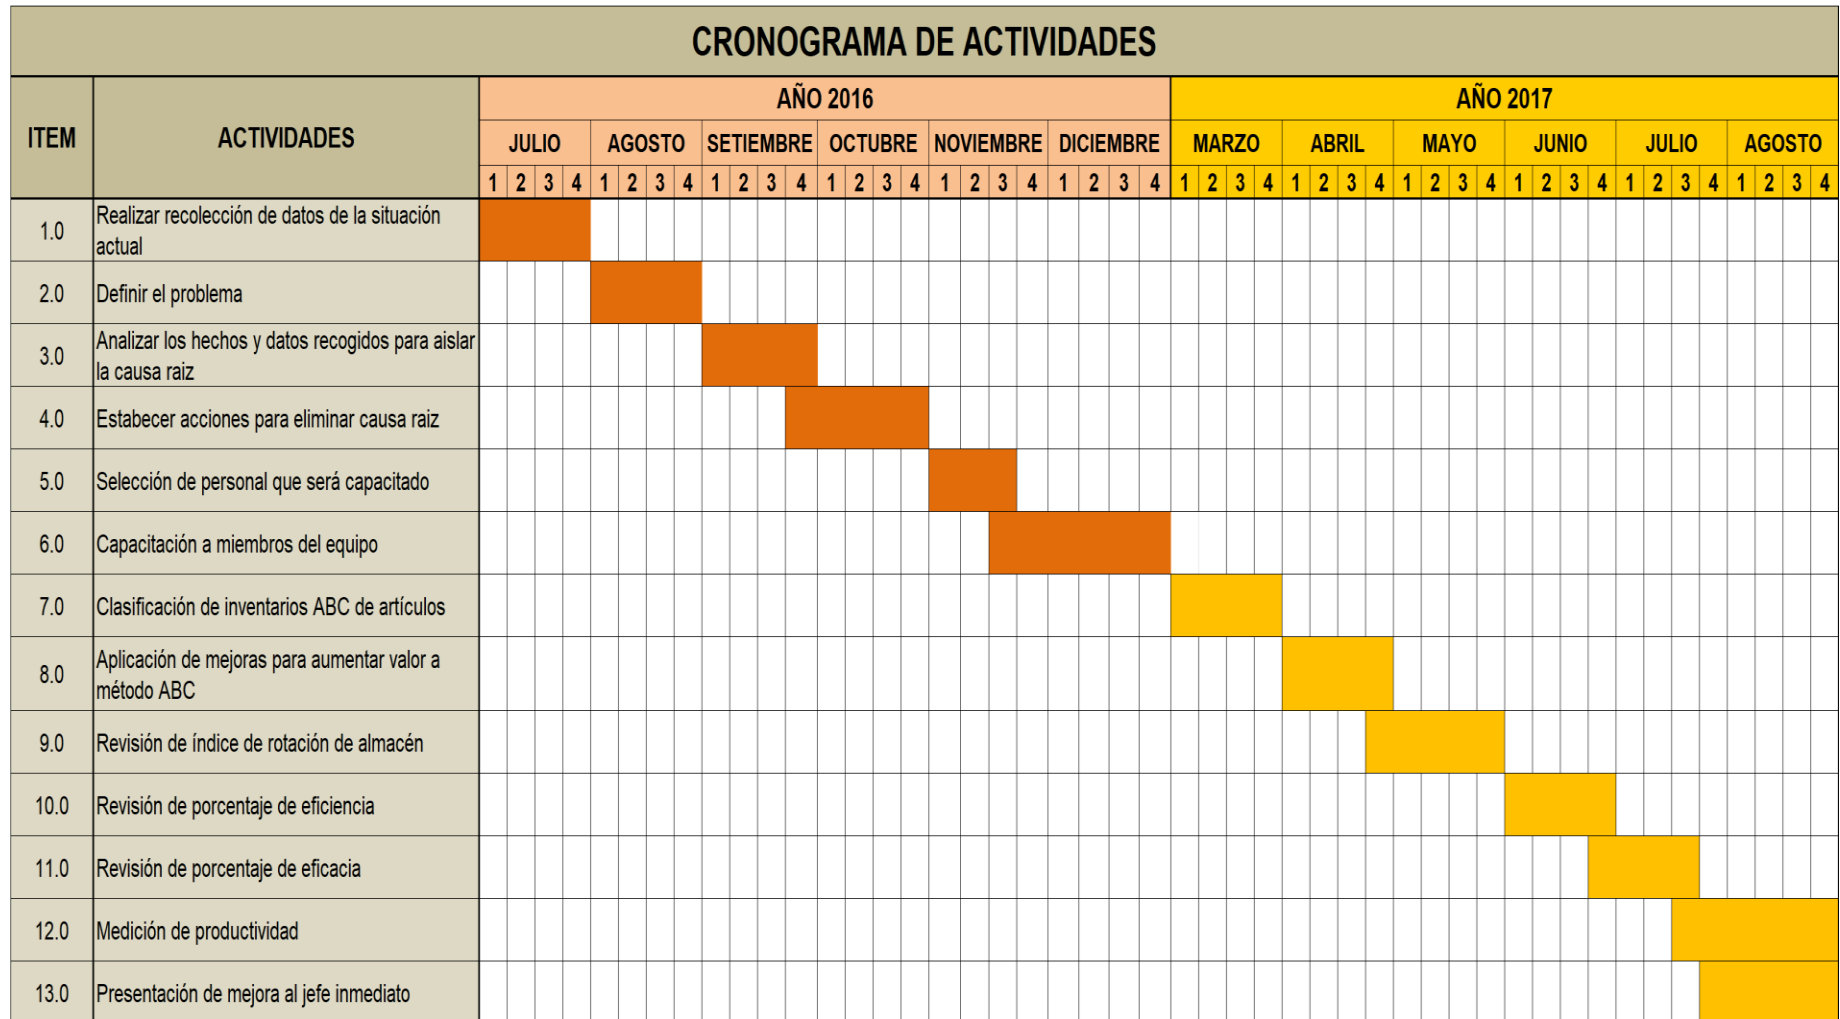 CRONOGRAMA DE ACTIVIDADES
ITEM ACTIVIDADES AÑO 2016 AÑO 2017
JULIO AGOSTO SETIEMBRE OCTUBRE NOVIEMBRE DICIEMBRE MARZO ABRIL MAYO JUNIO JULIO AGOSTO
1 2 3 4 1 2 3 4 1 2 3 4 1 2 3 4 1 2 3 4 1 2 3 4 1 2 3 4 1 2 3 4 1 2 3 4 1 2 3 4 1 2 3 4 1 2 3 4
1.0 Realizar recolección de datos de la situación
actual
2.0 Definir el problema
3.0 Analizar los hechos y datos recogidos para aislar
la causa raiz
4.0 Estabecer acciones para eliminar causa raiz
5.0 Selección de personal que será capacitado
6.0 Capacitación a miembros del equipo
7.0 Clasificación de inventarios ABC de artículos
8.0 Aplicación de mejoras para aumentar valor a
método ABC
9.0 Revisión de índice de rotación de almacén
10.0 Revisión de porcentaje de eficiencia
11.0 Revisión de porcentaje de eficacia
12.0 Medición de productividad
13.0 Presentación de mejora al jefe inmediato